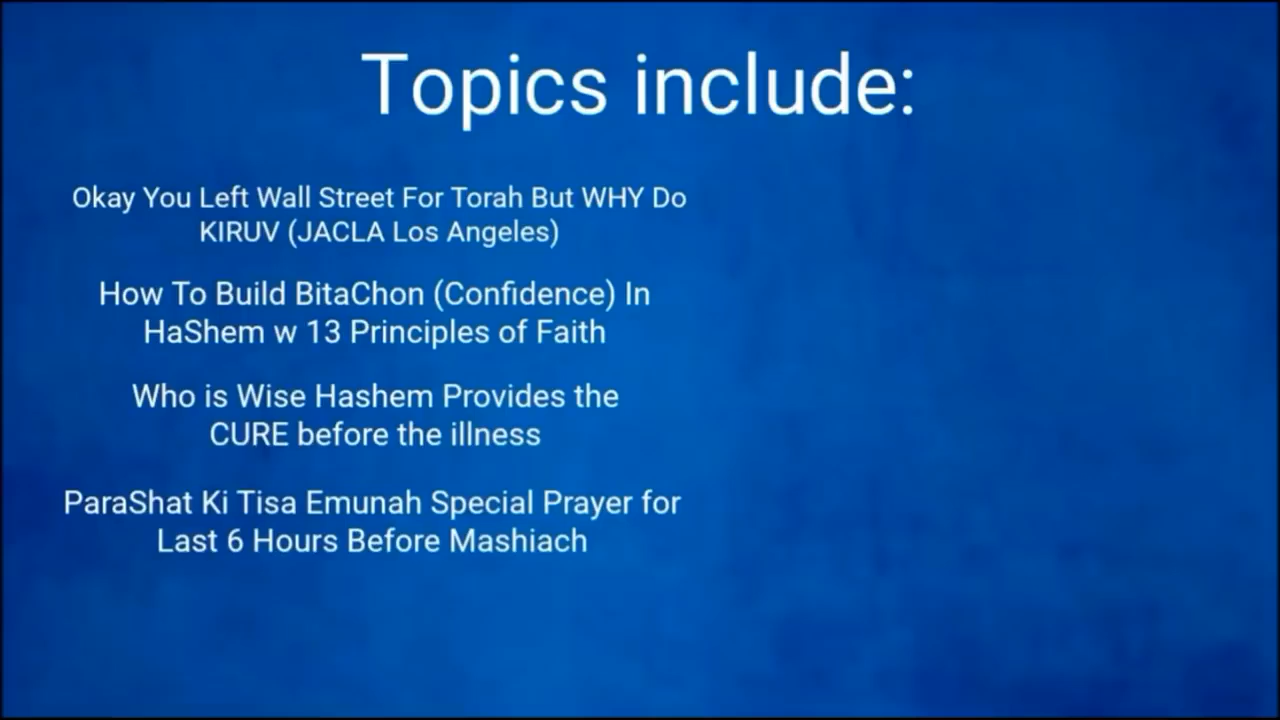 Topics include:
Okay You Left Wall Street For Torah But WHY Do
KIRUV (JACLA Los Angeles)
How To Build BitaChon (Confidence) In
HaShem w 13 Principles of Faith
Who is Wise Hashem Provides the
CURE before the illness
ParaShat Ki Tisa Emunah Special Prayer for
Last 6 Hours Before Mashiach